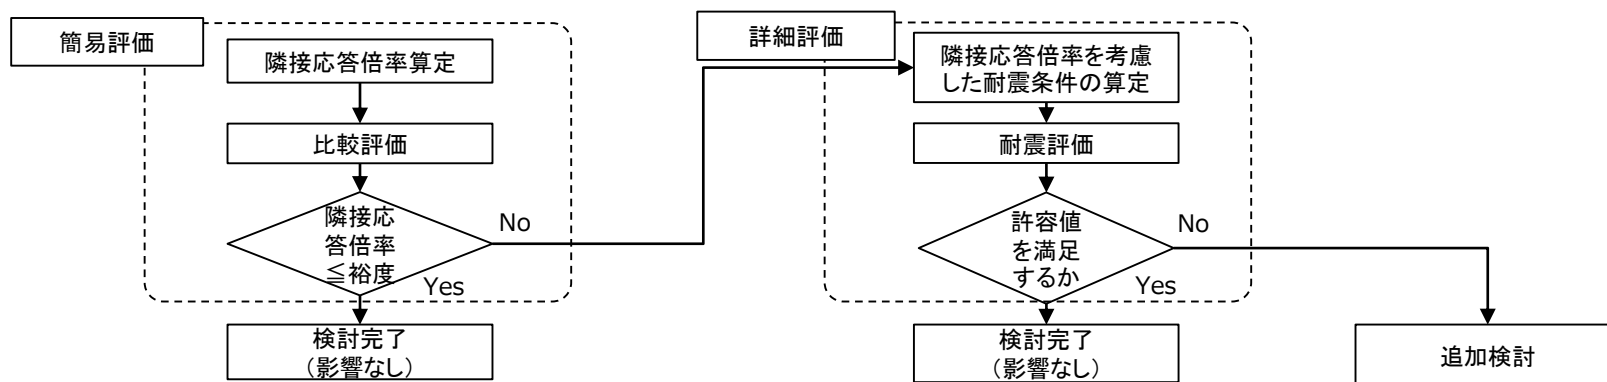 簡易評価
隣接応答倍率算定
比較評価
隣接応
答倍率
≦裕度
No
Yes
検討完了
（影響なし）
詳細評価
隣接応答倍率を考慮
した耐震条件の算定
耐震評価
許容値
を満足
するか
No
Yes
検討完了
（影響なし）
追加検討